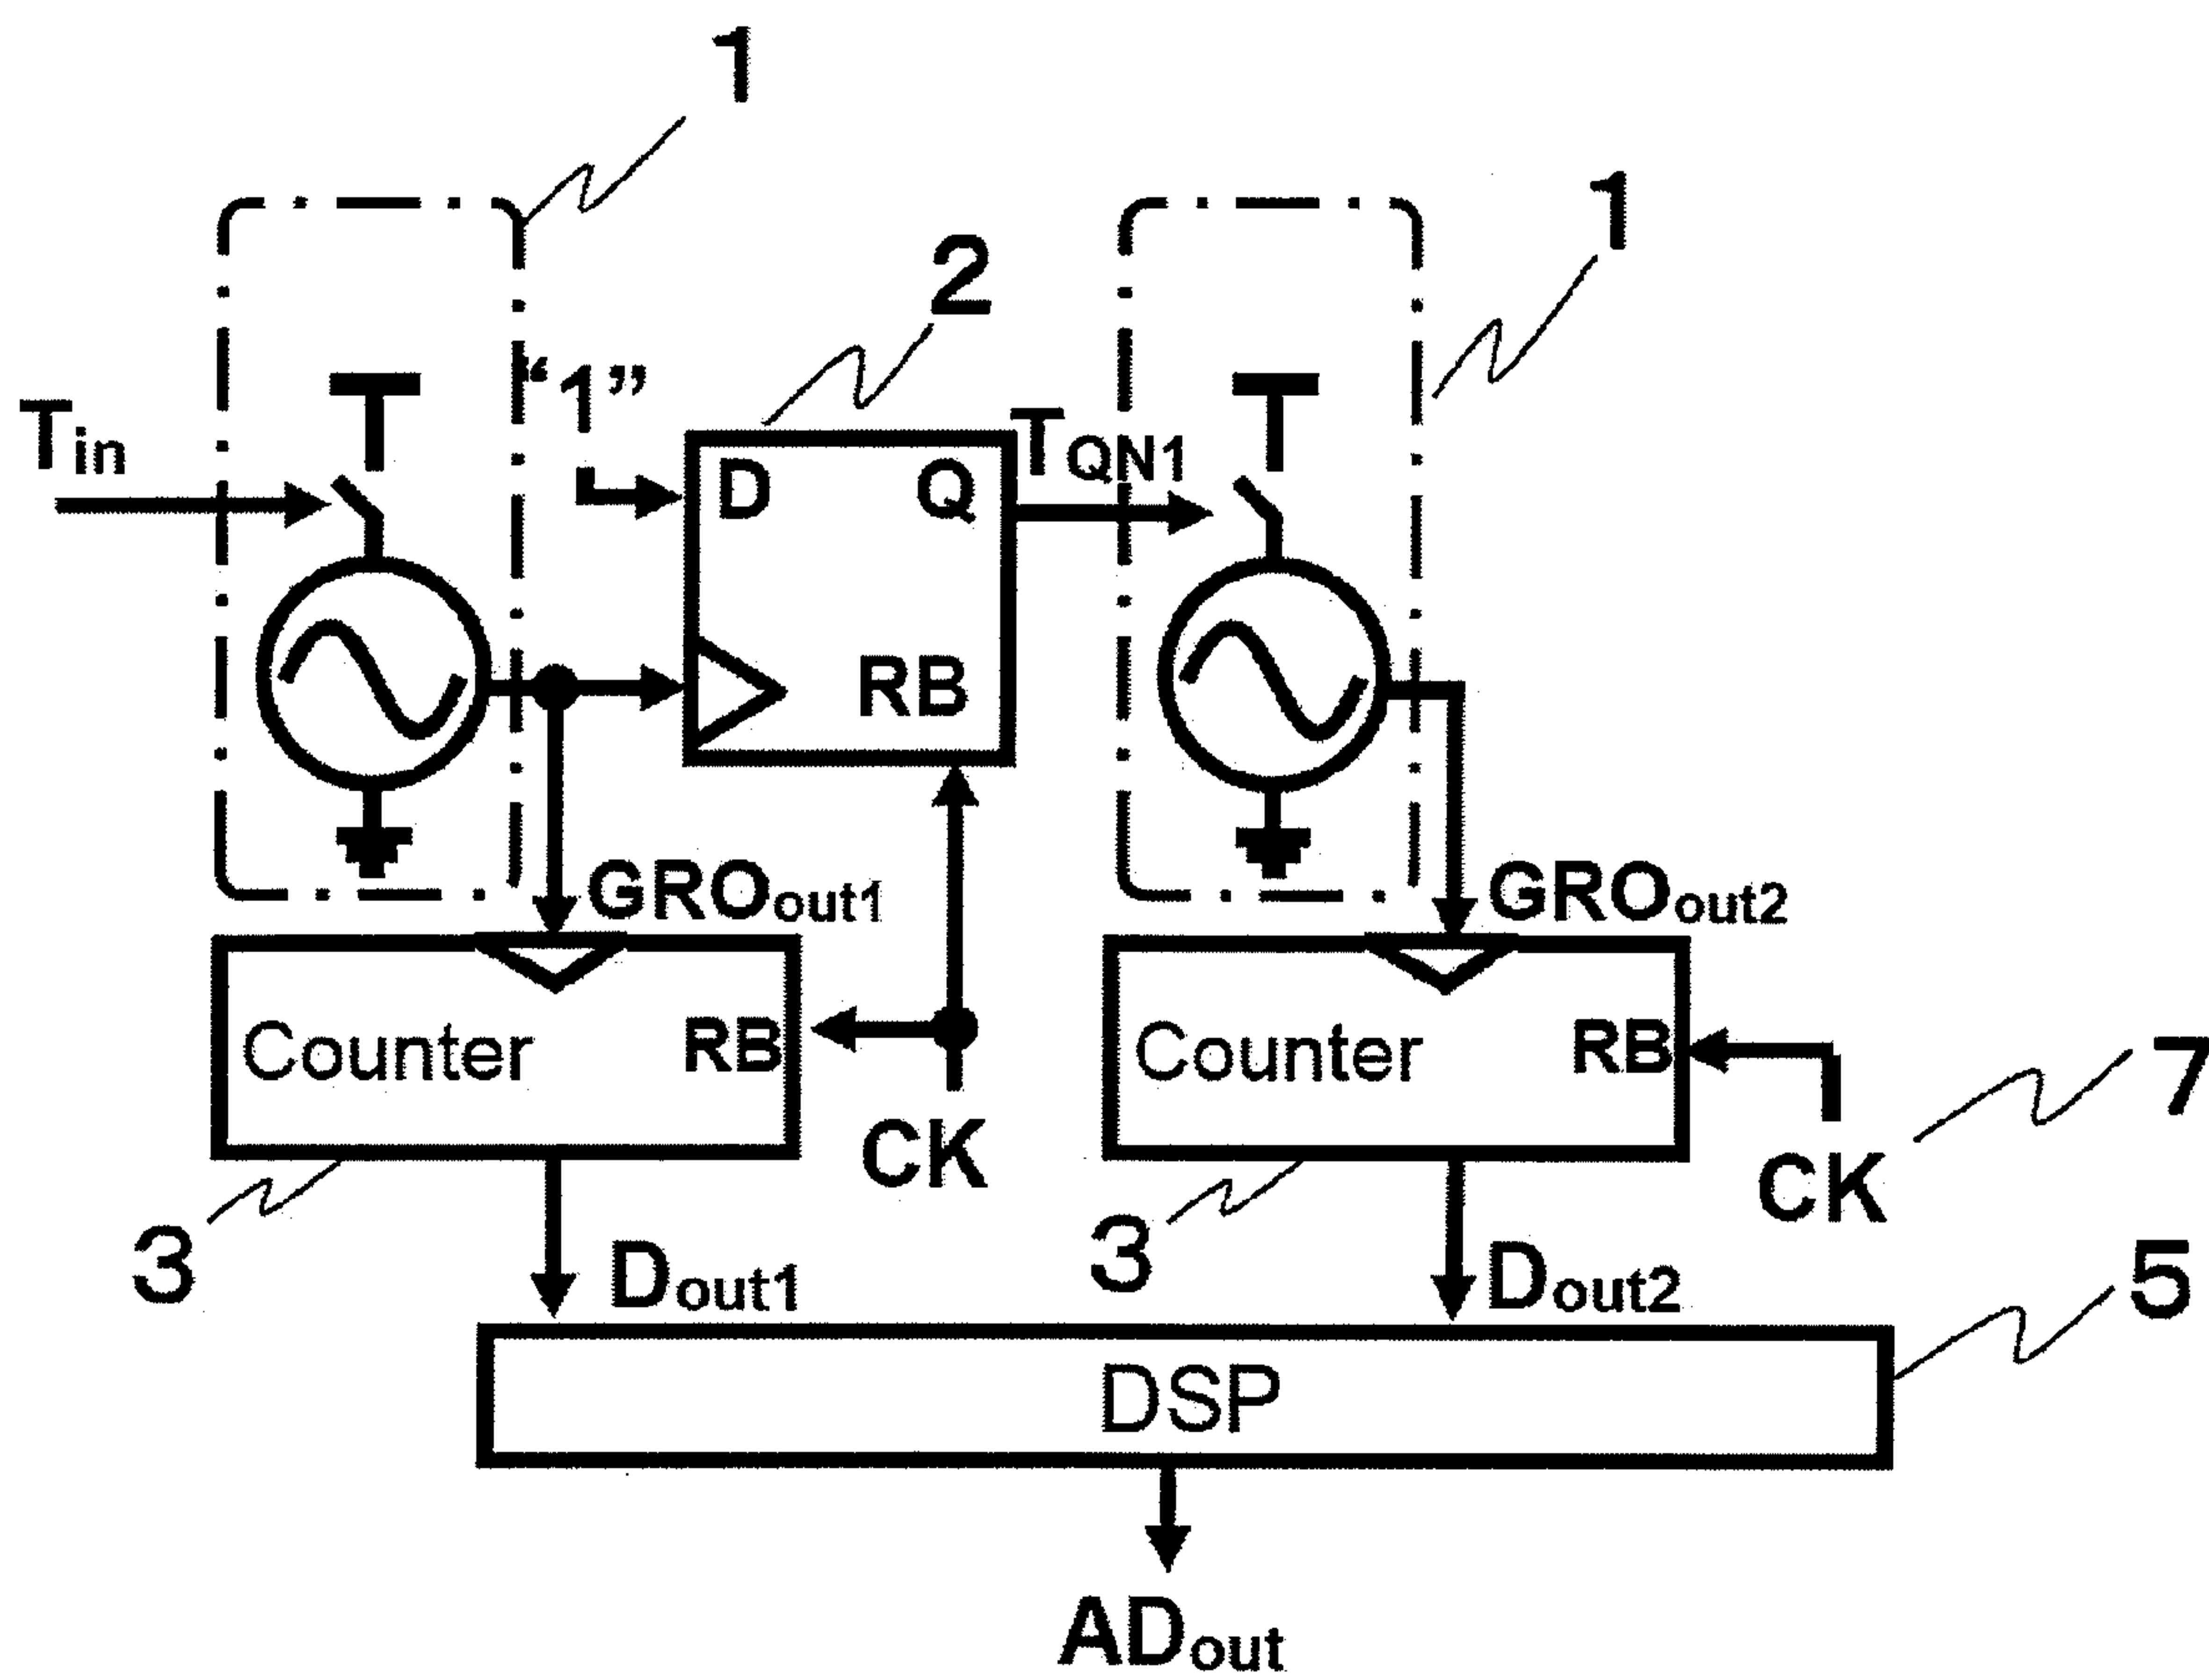 1
1
2
“1”
Tin
TQN1
D
Q
RB
GROout1
GROout2
Counter
RB
Counter
RB
7
CK
CK
3
3
5
Dout1
Dout2
DSP
ADout